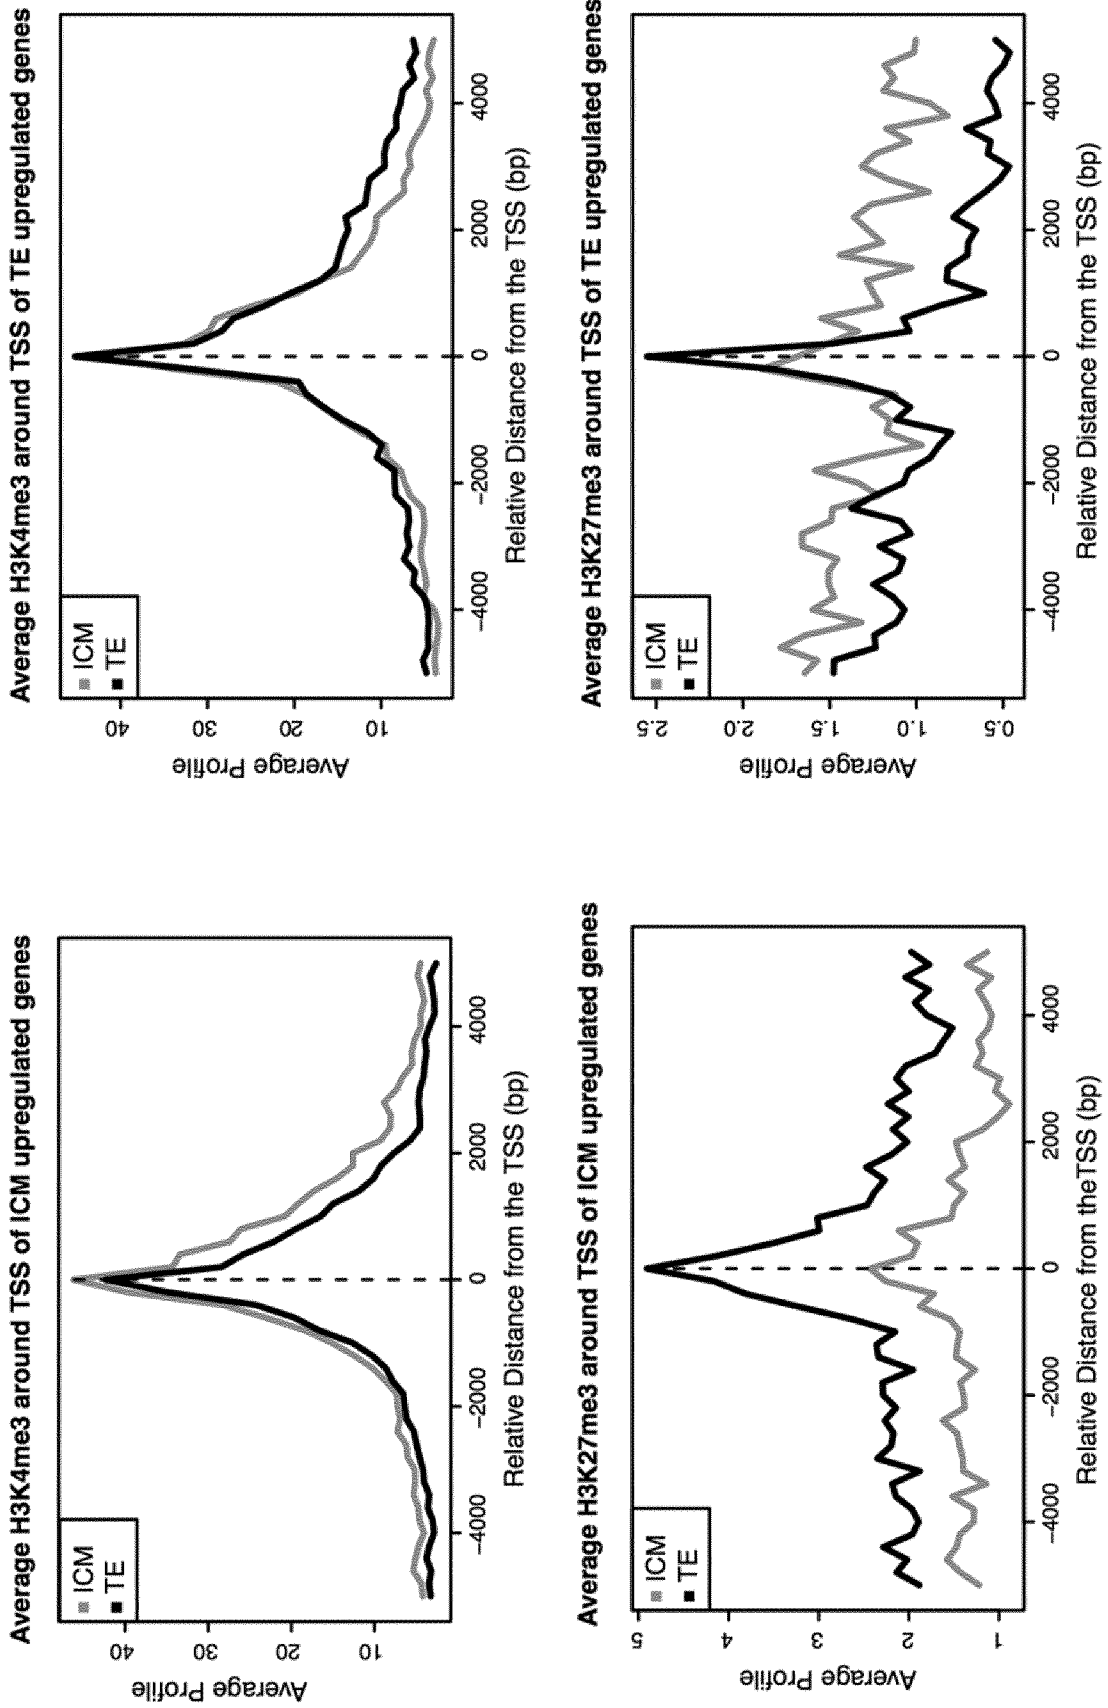 Average H3K4me3 around TSS of ICM upregulated genes
ICM
TE
Average Profile
40
30
20
10
−4000
−2000
0
2000
4000
Relative Distance from the TSS (bp)
Average H3K4me3 around TSS of TE upregulated genes
ICM
TE
Average Profile
40
30
20
10
−4000
−2000
0
2000
4000
Relative Distance from the TSS (bp)
Average H3K27me3 around TSS of ICM upregulated genes
ICM
TE
Average Profile
5
4
3
2
1
−4000
−2000
0
2000
4000
Relative Distance from theTSS (bp)
Average H3K27me3 around TSS of TE upregulated genes
ICM
TE
Average Profile
2.5
2.0
1.5
1.0
0.5
−4000
−2000
0
2000
4000
Relative Distance from the TSS (bp)